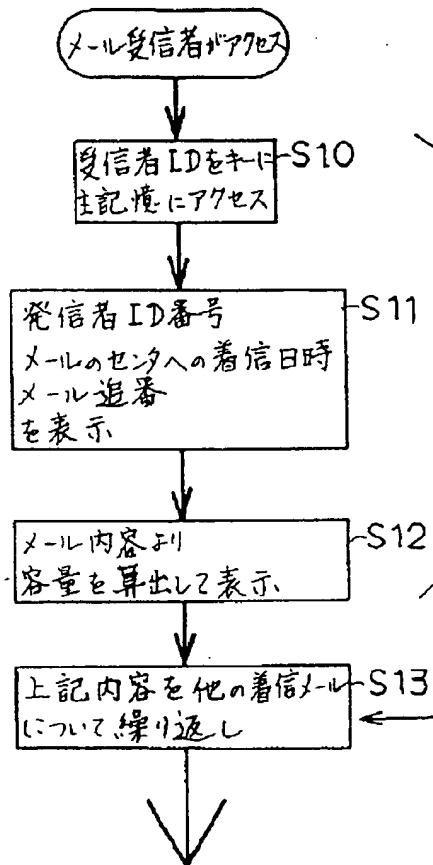 メール受信者がアクセス
受信者IDをキーに
主記憶にアクセス
S10
発信者ID番号
メールのセンタへの着信日時
メール追番
を表示
S11
メール内容より
容量を算出して表示
S12
上記内容を他の着信メール
について繰り返し
S13